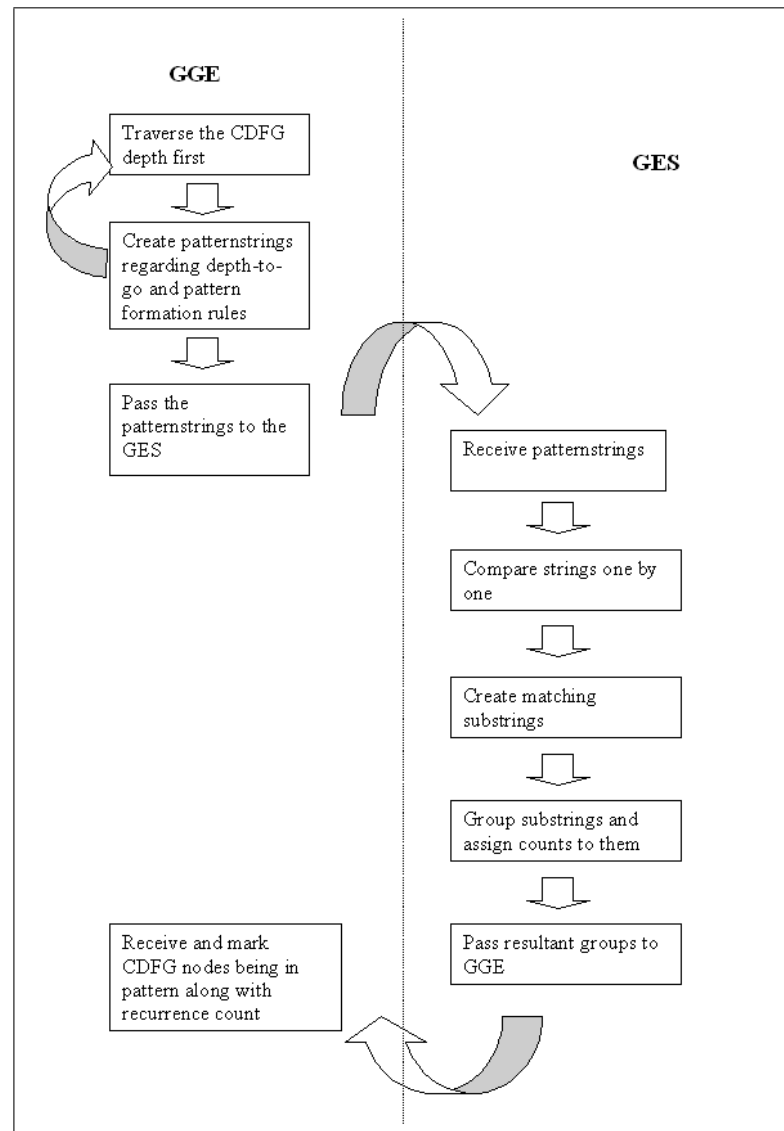 GGE
Traverse the CDFG
depth first
Create patternstrings
regarding depth-to-
go and pattern
formation rules
Pass the
patternstrings to the
GES
GES
Receive patternstrings
Compare strings one by
one
Create matching
substrings
Group substrings and
assign counts to them
Pass resultant groups to
GGE
Receive and mark
CDFG nodes being in
pattern along with
recurrence count